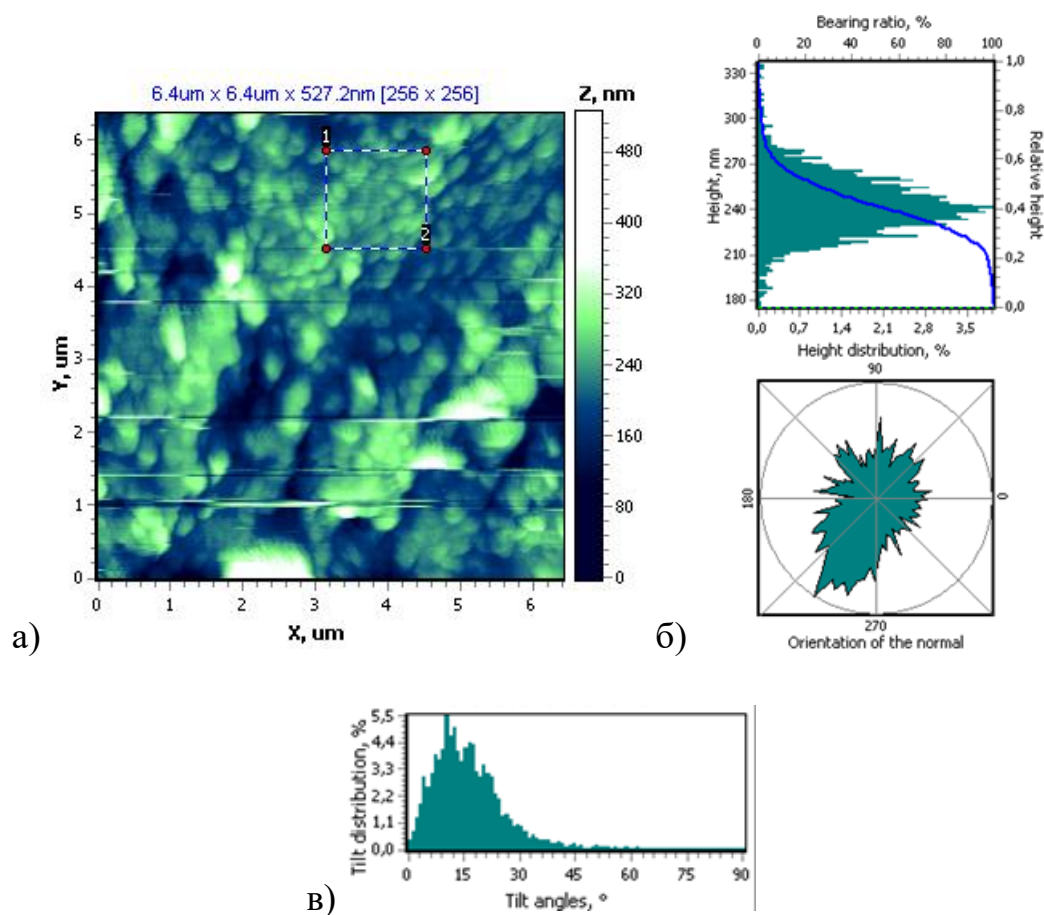 6.4um x 6.4um x 527.2nm [256 x 256]
Z, nm
480
400
320
240
160
80
0
1
2
Y, um
6
5
4
3
2
1
0
0 1 2 3 4 5 6
X, um
а)
Bearing ratio, %
0 20 40 60 80 100
Height, nm
330
300
270
240
210
180
Relative height
1,0
0,8
0,6
0,4
0,2
0,0
0,0 0,7 1,4 2,1 2,8 3,5
Height distribution, %
90
180
0
270
Orientation of the normal
б)
Tilt distribution, %
5,5
4,4
3,3
2,2
1,1
0,0
0 15 30 45 60 75 90
Tilt angles, °
в)